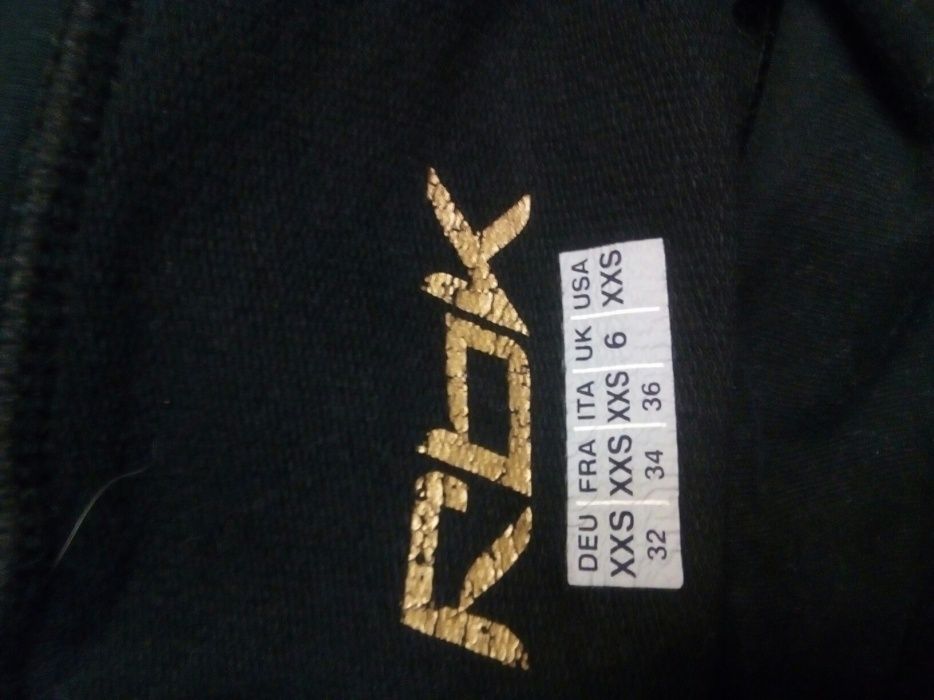 Rbk
DEU FRA ITA UK USA
XXS XXS XXS 6 XXS
32 34 36